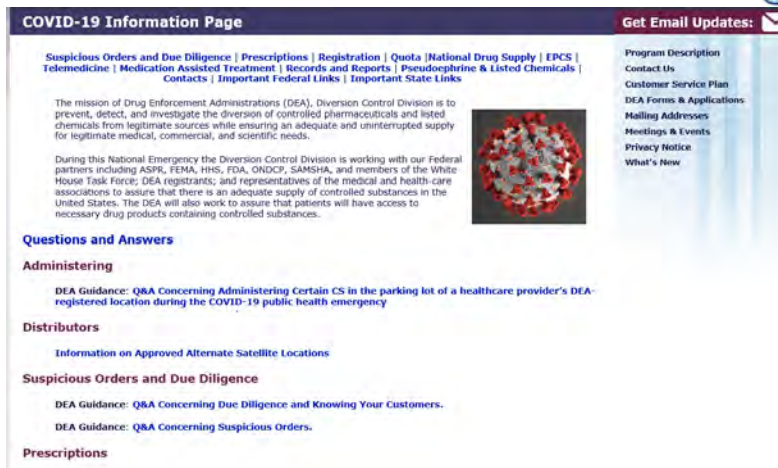 COVID-19 Information Page
Get Email Updates:
Suspicious Orders and Due Diligence | Prescriptions | Registration | Quota |National Drug Supply | EPCS |
Telemedicine | Medication Assisted Treatment | Records and Reports | Pseudoephrine & Listed Chemicals |
Contacts | Important Federal Links | Important State Links
The mission of Drug Enforcement Administrations (DEA), Diversion Control Division is to
prevent, detect, and investigate the diversion of controlled pharmaceuticals and listed
chemicals from legitimate sources while ensuring an adequate and uninterrupted supply
for legitimate medical, commercial, and scientific needs.
During this National Emergency the Diversion Control Division is working with our Federal
partners including ASPR, FEMA, HHS, FDA, ONDCP, SAMSHA, and members of the White
House Task Force; DEA registrants; and representatives of the medical and health-care
associations to assure that there is an adequate supply of controlled substances in the
United States. The DEA will also work to assure that patients will have access to
necessary drug products containing controlled substances.
Questions and Answers
Administering
DEA Guidance: Q&A Concerning Administering Certain CS in the parking lot of a healthcare provider's DEA-
registered location during the COVID-19 public health emergency
Distributors
Information on Approved Alternate Satellite Locations
Suspicious Orders and Due Diligence
DEA Guidance: Q&A Concerning Due Diligence and Knowing Your Customers.
DEA Guidance: Q&A Concerning Suspicious Orders.
Prescriptions
Program Description
Contact Us
Customer Service Plan
DEA Forms & Applications
Mailing Addresses
Meetings & Events
Privacy Notice
What's New